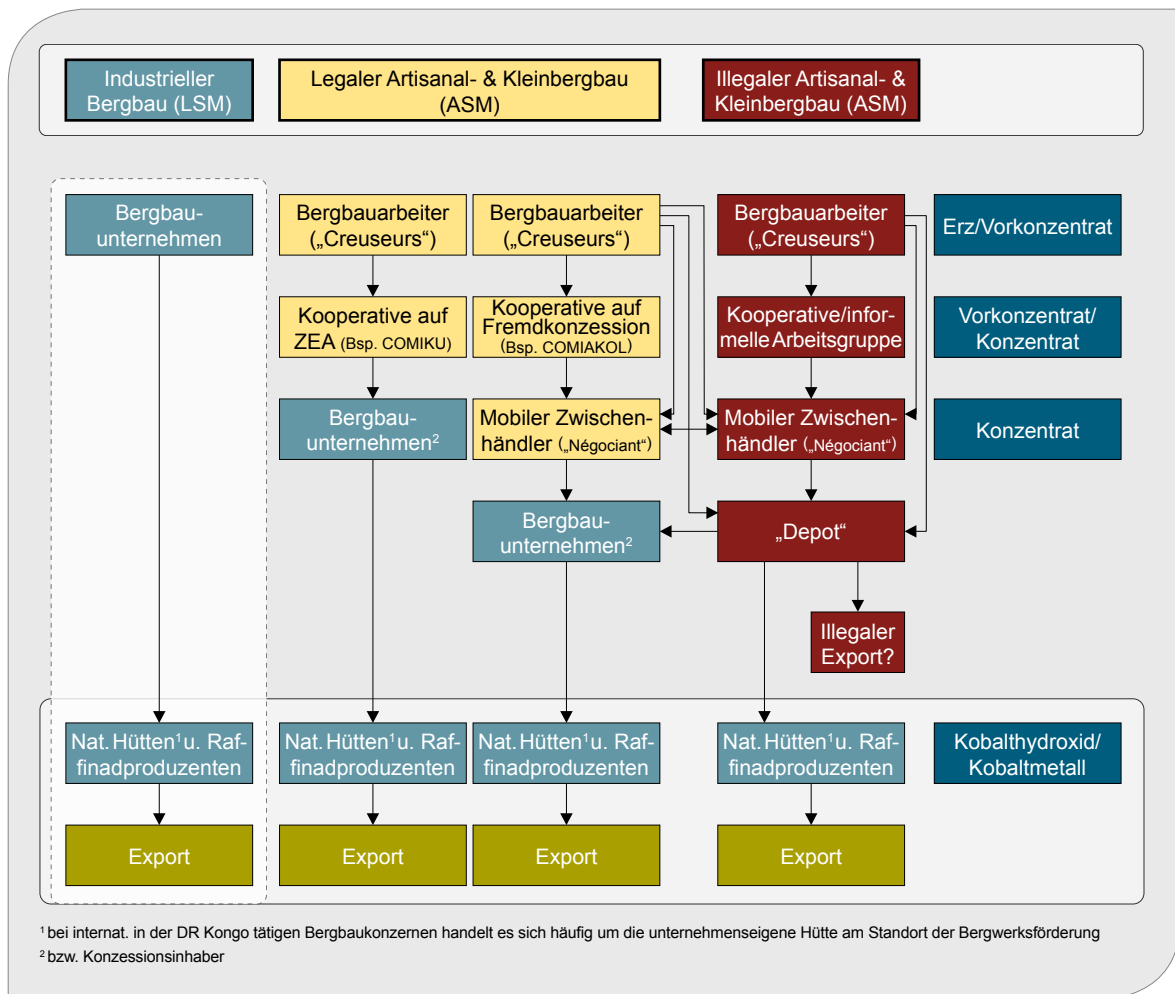 Industrieller
Bergbau (LSM)
Legaler Artisanal- & Kleinbergbau
(ASM)
Illegaler Artisanal- &
Kleinbergbau (ASM)
Bergbau-
unternehmen
Bergbauarbeiter
(„Creuseurs“)
Bergbauarbeiter
(„Creuseurs“)
Bergbauarbeiter
(„Creuseurs“)
Erz/Vorkonzentrat
Kooperative auf
ZEA (Bsp. COMIKU)
Kooperative auf
Fremdkonzession
(Bsp. COMIAKOL)
Kooperative/infor-
melle Arbeitsgruppe
Vorkonzentrat/
Konzentrat
Bergbau-
unternehmen²
Mobiler Zwischen-
händler („Négociant“)
Mobiler Zwischen-
händler („Négociant“)
Konzentrat
Bergbau-
unternehmen²
„Depot“
Illegaler
Export?
Nat. Hütten¹ u. Raf-
finadproduzenten
Nat. Hütten¹ u. Raf-
finadproduzenten
Nat. Hütten¹ u. Raf-
finadproduzenten
Nat. Hütten¹ u. Raf-
finadproduzenten
Kobalthydroxid/
Kobaltmetall
Export
Export
Export
Export
¹ bei internat. in der DR Kongo tätigen Bergbaukonzernen handelt es sich häufig um die unternehmenseigene Hütte am Standort der Bergwerksförderung
² bzw. Konzessionsinhaber